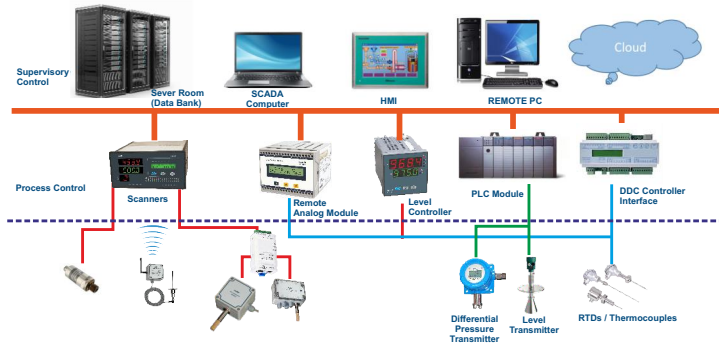 Cloud
Supervisory
Control
Sever Room
(Data Bank)
SCADA
Computer
HMI
REMOTE PC
Process Control
Scanners
Remote
Analog Module
Level
Controller
PLC Module
DDC Controller
Interface
Differential
Pressure
Transmitter
Level
Transmitter
RTDs / Thermocouples